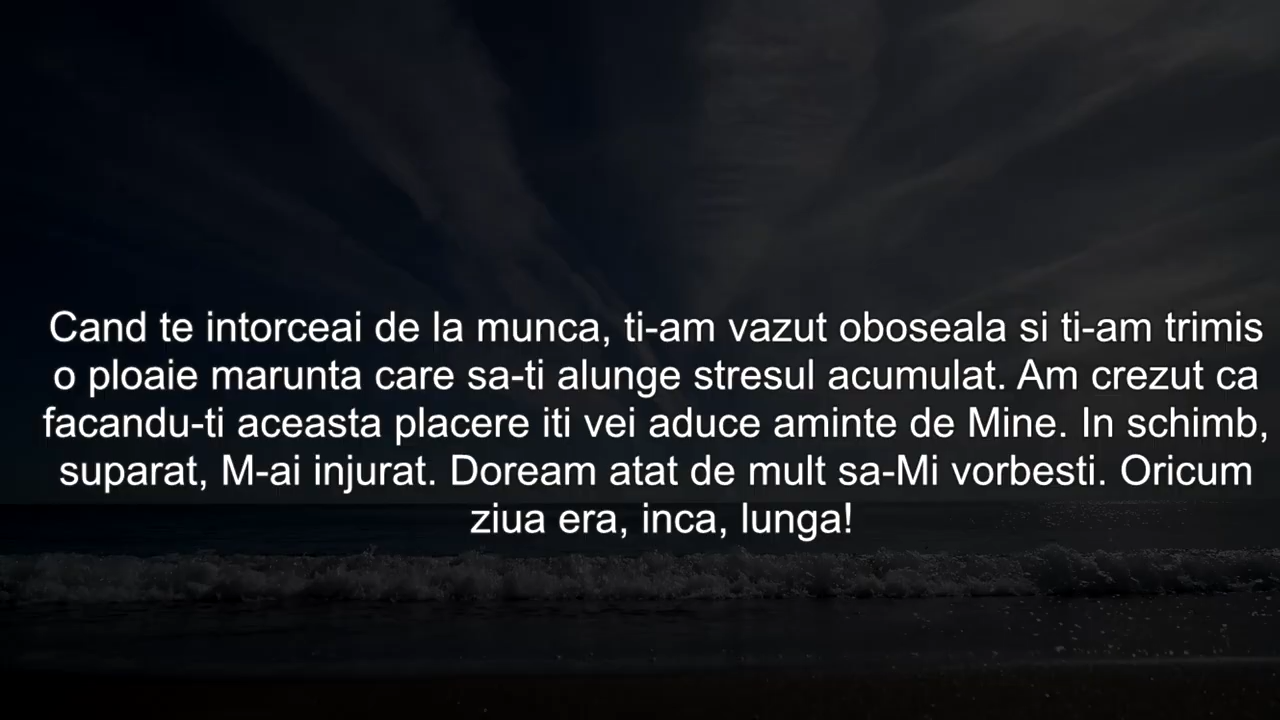 Cand te intorceai de la munca, ti-am vazut oboseala si ti-am trimis
o ploaie marunta care sa-ti alunge stresul acumulat. Am crezut ca
facandu-ti aceasta placere iti vei aduce aminte de Mine. In schimb,
suparat, M-ai injurat. Doream atat de mult sa-Mi vorbesti. Oricum
ziua era, inca, lunga!